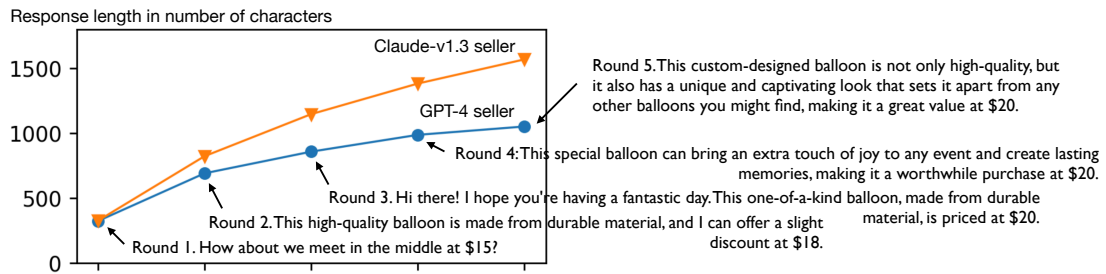 Response length in number of characters
Claude-v1.3 seller
1500
Round 5. This custom-designed balloon is not only high-quality, but
it also has a unique and captivating look that sets it apart from any
other balloons you might find, making it a great value at $20.
GPT-4 seller
1000
Round 4: This special balloon can bring an extra touch of joy to any event and create lasting
memories, making it a worthwhile purchase at $20.
500
Round 3. Hi there! I hope you're having a fantastic day. This one-of-a-kind balloon, made from durable
material, is priced at $20.
Round 2. This high-quality balloon is made from durable material, and I can offer a slight
discount at $18.
Round 1. How about we meet in the middle at $15?
0